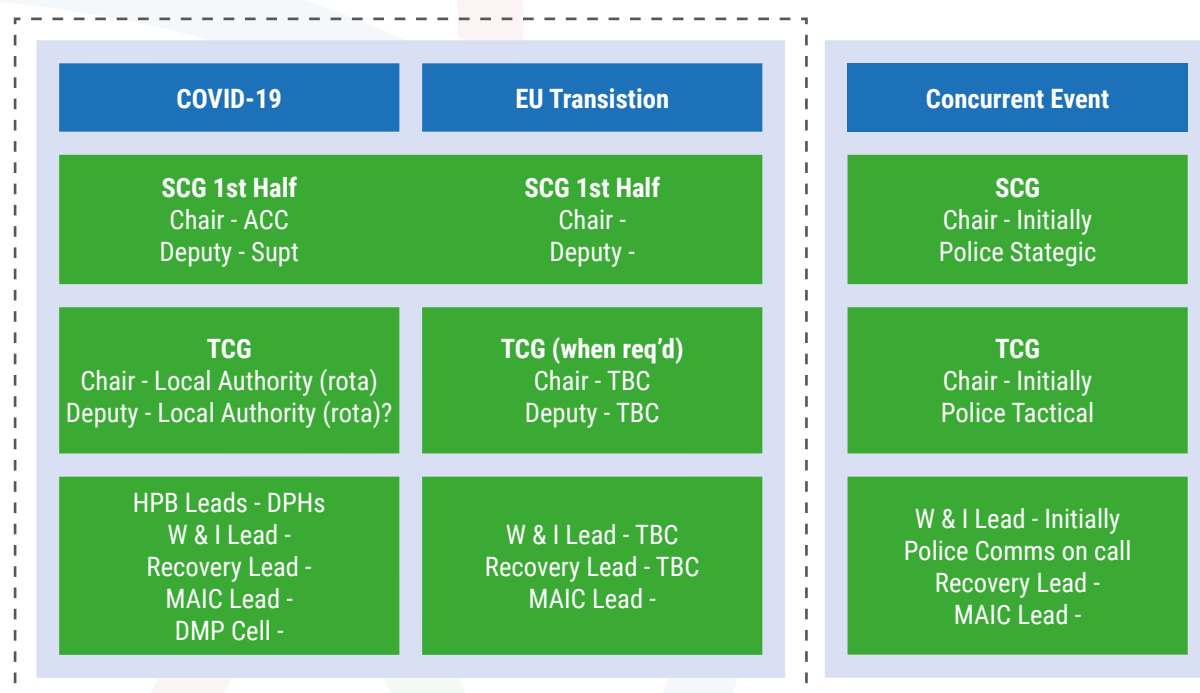 COVID-19
EU Transistion
Concurrent Event
SCG 1st Half
Chair - ACC
Deputy - Supt
SCG 1st Half
Chair -
Deputy -
SCG
Chair - Initially
Police Stategic
TCG
Chair - Local Authority (rota)
Deputy - Local Authority (rota)?
TCG (when req'd)
Chair - TBC
Deputy - TBC
TCG
Chair - Initially
Police Tactical
HPB Leads - DPHs
W & I Lead -
Recovery Lead -
MAIC Lead -
DMP Cell -
W & I Lead - TBC
Recovery Lead - TBC
MAIC Lead -
W & I Lead - Initially
Police Comms on call
Recovery Lead -
MAIC Lead -